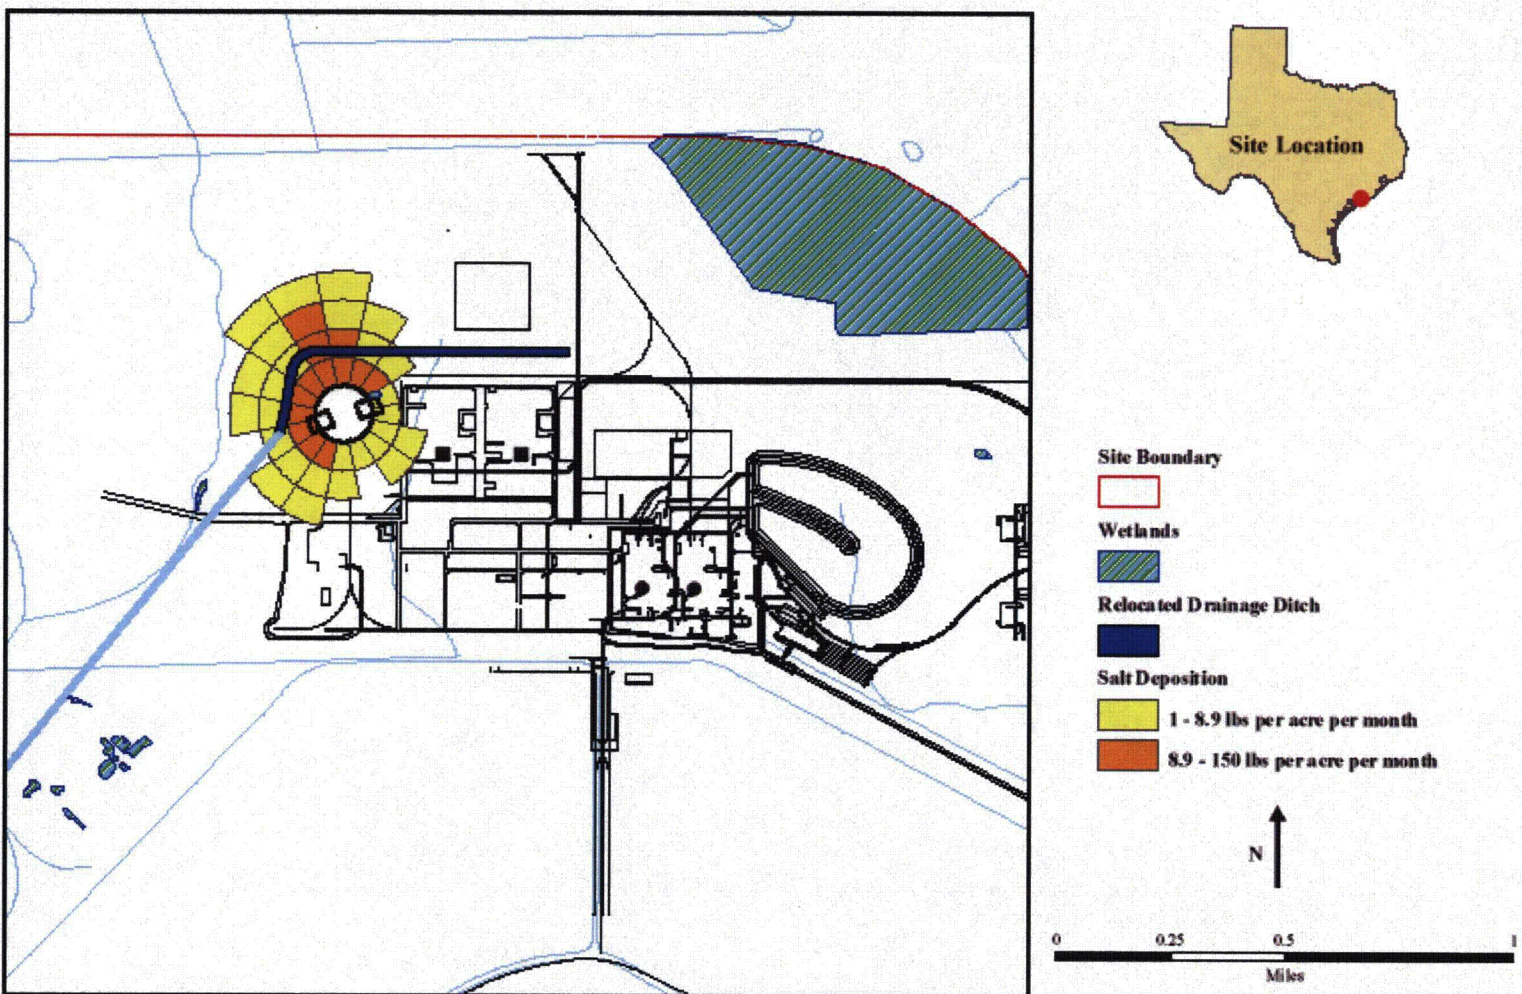 Site Location
Site Boundary
Wetlands
Relocated Drainage Ditch
Salt Deposition
1 - 8.9 lbs per acre per month
8.9 - 150 lbs per acre per month
N
0 0.25 0.5 1
Miles